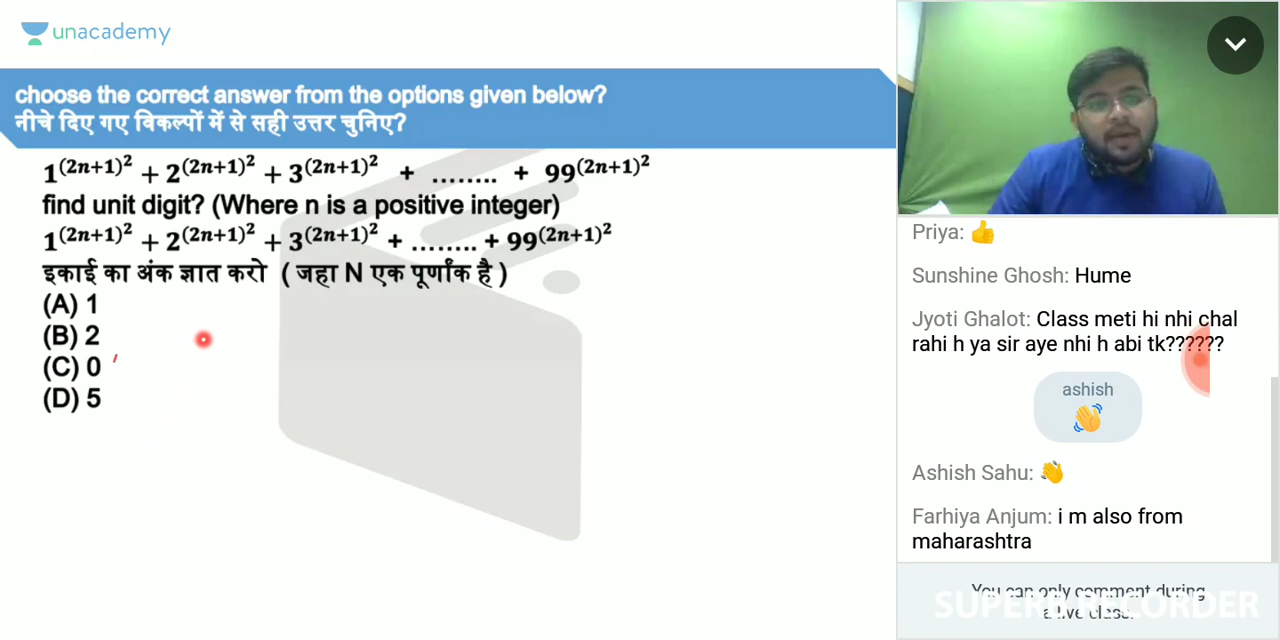 unacademy
choose the correct answer from the options given below?
नीचे दिए गए विकल्पों में से सही उत्तर चुनिए?
1^(2n+1)^2 + 2^(2n+1)^2 + 3^(2n+1)^2 + ........ + 99^(2n+1)^2
find unit digit? (Where n is a positive integer)
1^(2n+1)^2 + 2^(2n+1)^2 + 3^(2n+1)^2 + ........ + 99^(2n+1)^2
इकाई का अंक ज्ञात करो ( जहा N एक पूर्णांक है )
(A) 1
(B) 2
(C) 0
(D) 5
Priya: 👍
Sunshine Ghosh: Hume
Jyoti Ghalot: Class meti hi nhi chal
rahi h ya sir aye nhi h abi tk??????
ashish
👋
Ashish Sahu: 👋
Farhiya Anjum: i m also from
maharashtra
You can only comment during
a live class.
SUPERB RECORDER